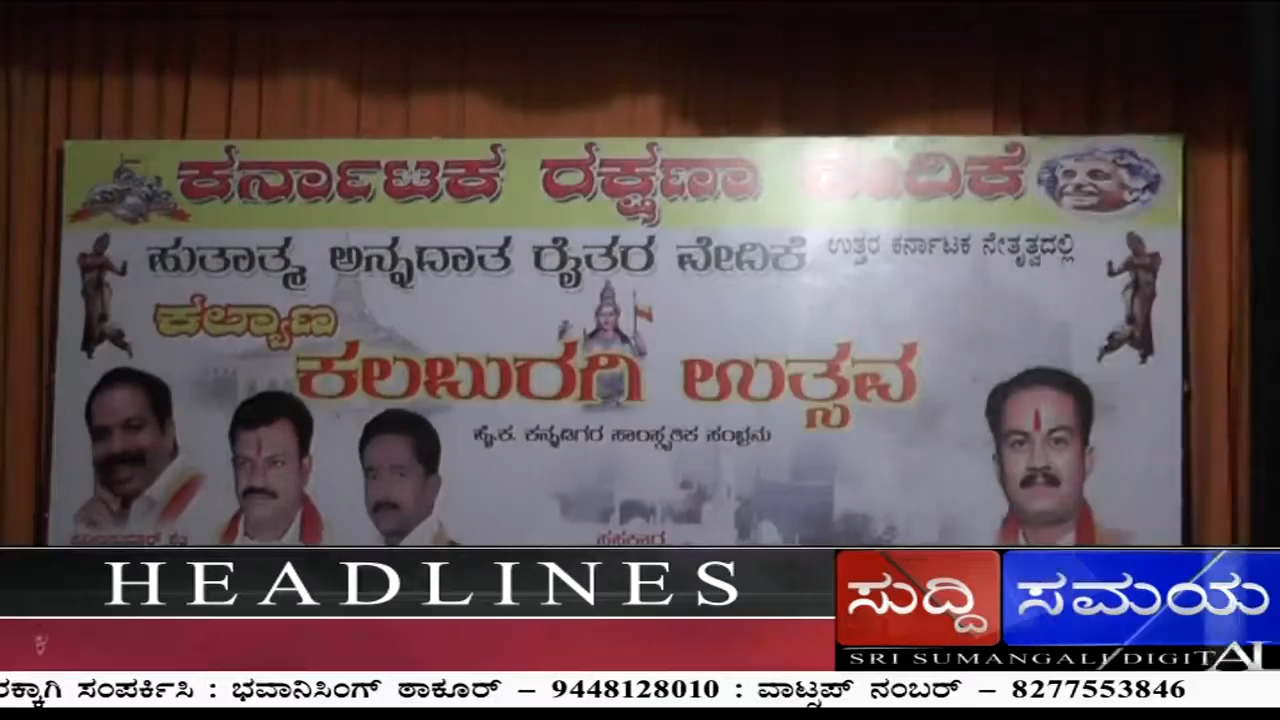 ಕರ್ನಾಟಕ ರಕ್ಷಣಾ ವೇದಿಕೆ
ಹುತಾತ್ಮ ಅನ್ನದಾತ ರೈತರ ವೇದಿಕೆ ಉತ್ತರ ಕರ್ನಾಟಕ ನೇತೃತ್ವದಲ್ಲಿ
ಕಲ್ಯಾಣ
ಕಲಬುರಗಿ ಉತ್ಸವ
ಹೈ.ಕ. ಕನ್ನಡಿಗರ ಸಾಂಸ್ಕೃತಿಕ ಸಂಭ್ರಮ
ಸಹಕಾರ
HEADLINES
ಸುದ್ದಿ ಸಮಯ
SRI SUMANGALI DIGITAL
ರಕ್ಕಾಗಿ ಸಂಪರ್ಕಿಸಿ : ಭವಾನಿಸಿಂಗ್ ಠಾಕೂರ್ – 9448128010 : ವಾಟ್ಸಪ್ ನಂಬರ್ – 8277553846